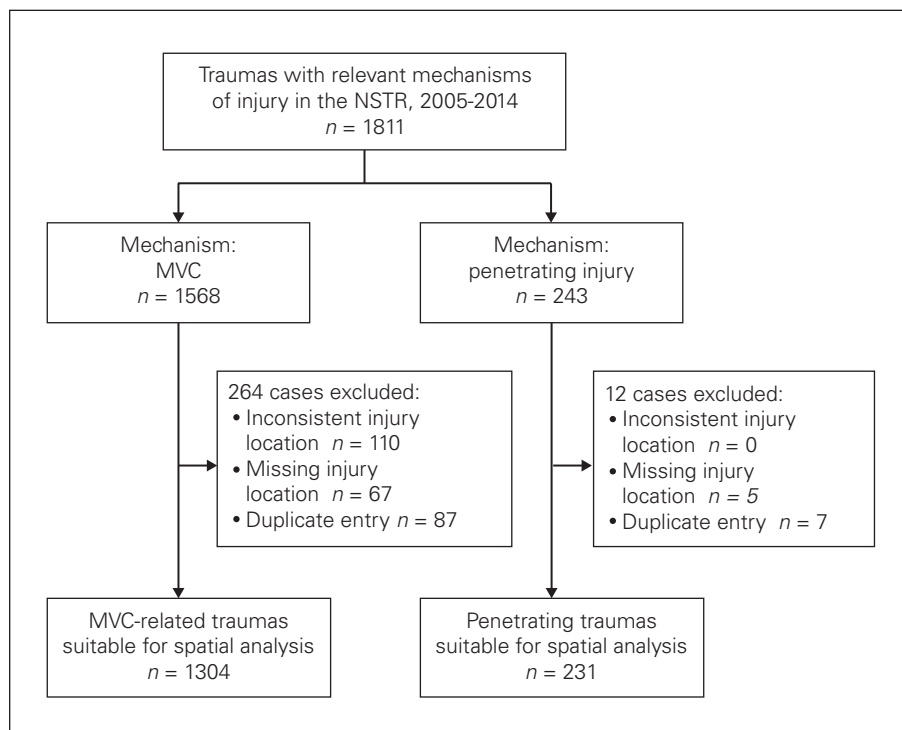 Traumas with relevant mechanisms
of injury in the NSTR, 2005-2014
n = 1811
Mechanism:
MVC
n = 1568
Mechanism:
penetrating injury
n = 243
264 cases excluded:
• Inconsistent injury
location n = 110
• Missing injury
location n = 67
• Duplicate entry n = 87
12 cases excluded:
• Inconsistent injury
location n = 0
• Missing injury
location n = 5
• Duplicate entry n = 7
MVC-related traumas
suitable for spatial analysis
n = 1304
Penetrating traumas
suitable for spatial analysis
n = 231